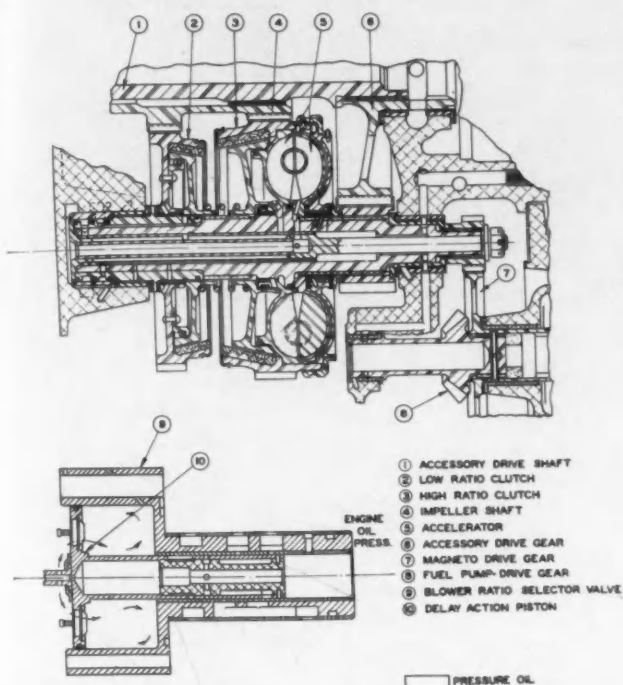 ① ② ③ ④ ⑤ ⑥
⑦
⑧
⑨ ⑩
ENGINE
OIL
PRESS.
① ACCESSORY DRIVE SHAFT
② LOW RATIO CLUTCH
③ HIGH RATIO CLUTCH
④ IMPELLER SHAFT
⑤ ACCELERATOR
⑥ ACCESSORY DRIVE GEAR
⑦ MAGNETO DRIVE GEAR
⑧ FUEL PUMP-DRIVE GEAR
⑨ BLOWER RATIO SELECTOR VALVE
⑩ DELAY ACTION PISTON
PRESSURE OIL